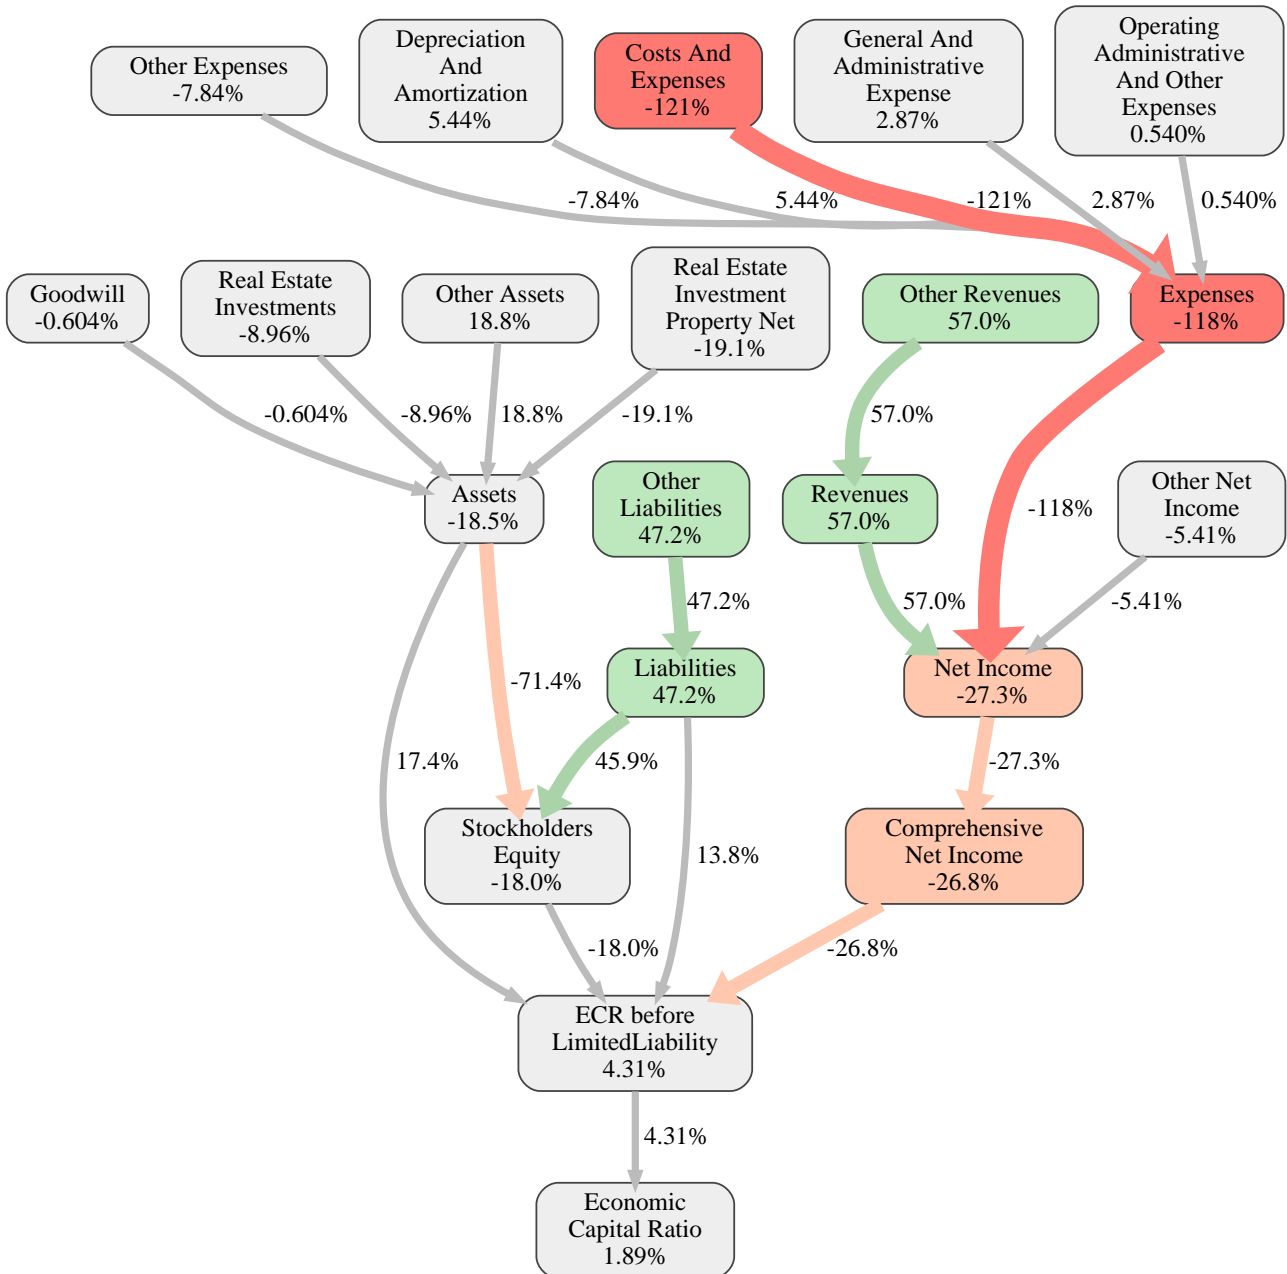 Other Expenses
-7.84%
Depreciation
And
Amortization
5.44%
Costs And
Expenses
-121%
General And
Administrative
Expense
2.87%
Operating
Administrative
And Other
Expenses
0.540%
-7.84%
5.44%
-121%
2.87%
0.540%
Goodwill
-0.604%
Real Estate
Investments
-8.96%
Other Assets
18.8%
Real Estate
Investment
Property Net
-19.1%
Other Revenues
57.0%
Expenses
-118%
-0.604%
-8.96%
18.8%
-19.1%
57.0%
Assets
-18.5%
Other
Liabilities
47.2%
Revenues
57.0%
-118%
Other Net
Income
-5.41%
47.2%
57.0%
-5.41%
-71.4%
Liabilities
47.2%
Net Income
-27.3%
17.4%
45.9%
-27.3%
Stockholders
Equity
-18.0%
13.8%
Comprehensive
Net Income
-26.8%
-18.0%
-26.8%
ECR before
LimitedLiability
4.31%
4.31%
Economic
Capital Ratio
1.89%